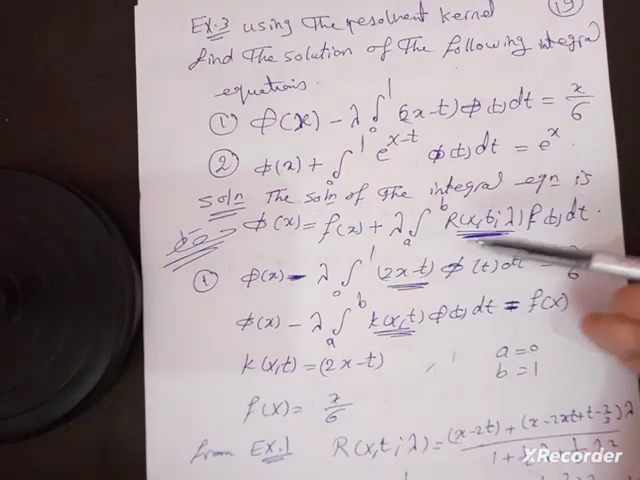 19
Ex.3 using The resolvent kernel
find The solution of The following integral
equations.
① ϕ(x) - λ ∫₀¹ (2x-t) ϕ(t) dt = x/6
② ϕ(x) + ∫₀¹ e^(x-t) ϕ(t) dt = e^x
Soln The soln of The integral eqn is
ϕ(x) = f(x) + λ ∫ₐᵇ R(x,t;λ) f(t) dt.
① ϕ(x) - λ ∫₀¹ (2x-t) ϕ(t) dt
ϕ(x) - λ ∫ₐᵇ k(x,t) ϕ(t) dt = f(x)
k(x,t) = (2x-t)
a=0
b=1
f(x) = x/6
from Ex.1 R(x,t;λ) = (x-2t) + (x-2xt+t-2/3)λ
XRecorder